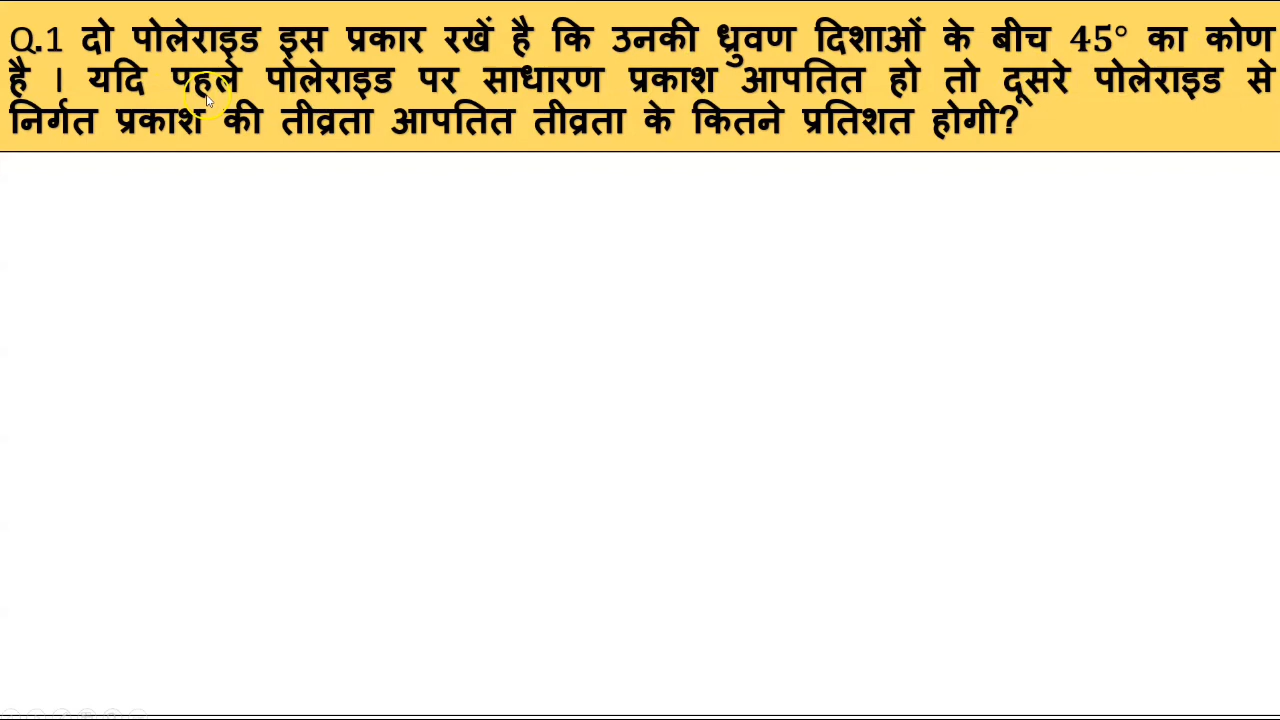 Q.1 दो पोलेराइड इस प्रकार रखें है कि उनकी ध्रुवण दिशाओं के बीच 45° का कोण
है । यदि पहले पोलेराइड पर साधारण प्रकाश आपतित हो तो दूसरे पोलेराइड से
निर्गत प्रकाश की तीव्रता आपतित तीव्रता के कितने प्रतिशत होगी?